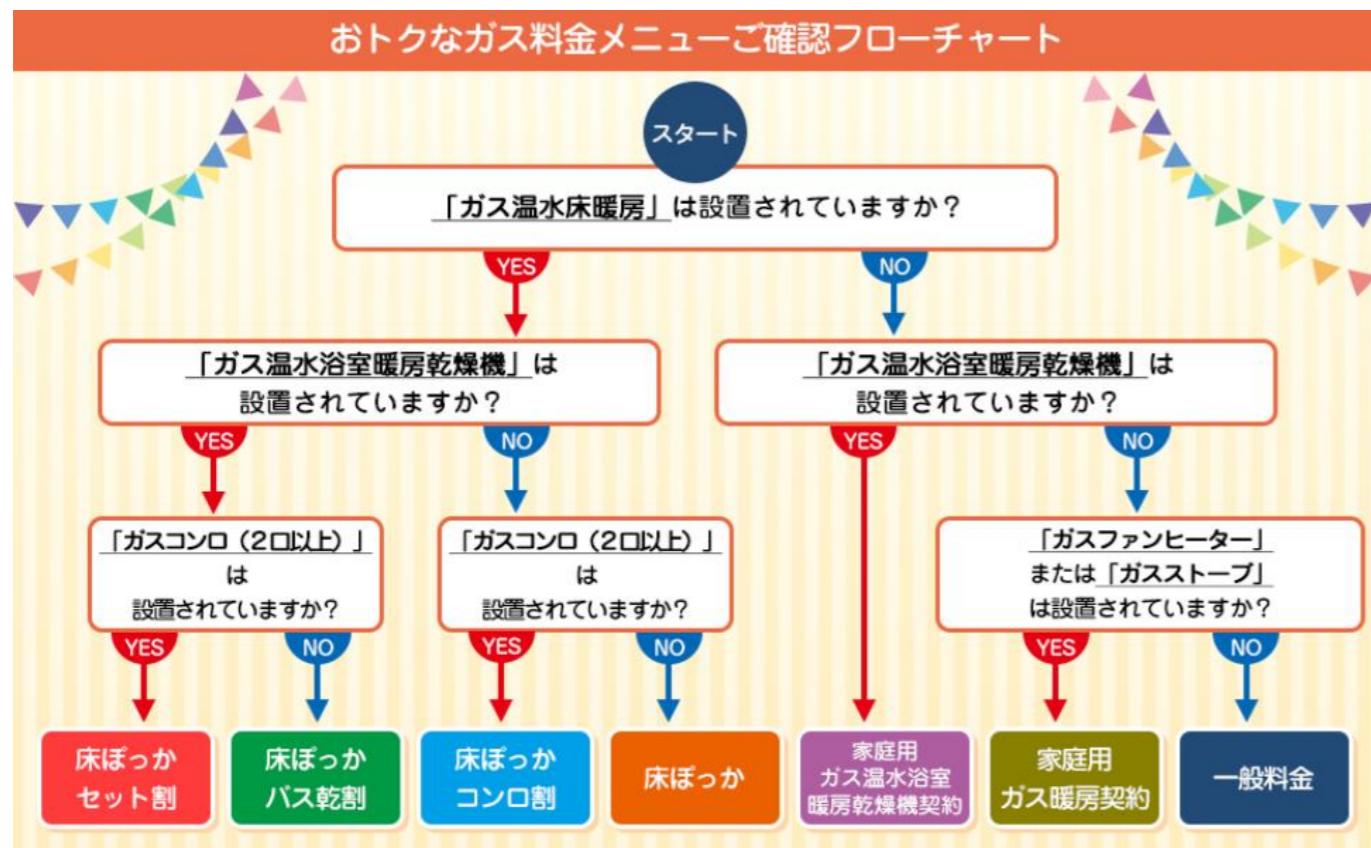 おトクなガス料金メニューご確認フローチャート
スタート
「ガス温水床暖房」は設置されていますか？
YES
NO
「ガス温水浴室暖房乾燥機」は
設置されていますか？
「ガス温水浴室暖房乾燥機」は
設置されていますか？
YES
NO
YES
NO
「ガスコンロ（2口以上）」
は
設置されていますか？
「ガスコンロ（2口以上）」
は
設置されていますか？
「ガスファンヒーター」
または「ガスストーブ」
は設置されていますか？
YES
NO
YES
NO
YES
NO
床ぽっか
セット割
床ぽっか
バス乾割
床ぽっか
コンロ割
床ぽっか
家庭用
ガス温水浴室
暖房乾燥機契約
家庭用
ガス暖房契約
一般料金